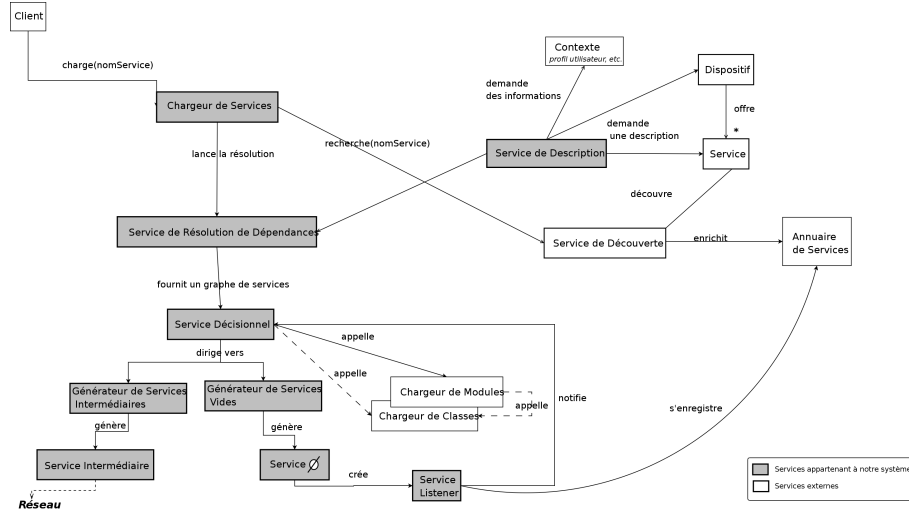 Client
charge(nomService)
Contexte
profil utilisateur, etc.
Dispositif
demande
des informations
Chargeur de Services
offre
*
demande
une description
recherche(nomService)
lance la résolution
Service de Description
Service
découvre
Service de Résolution de Dépendances
Service de Découverte
enrichit
Annuaire
de Services
fournit un graphe de services
Service Décisionnel
appelle
dirige vers
appelle
Générateur de Services
Intermédiaires
Générateur de Services
Vides
Chargeur de Modules
appelle
notifie
Chargeur de Classes
s'enregistre
génère
génère
Service Intermédiaire
Service
crée
Service
Listener
Réseau
Services appartenant à notre système
Services externes